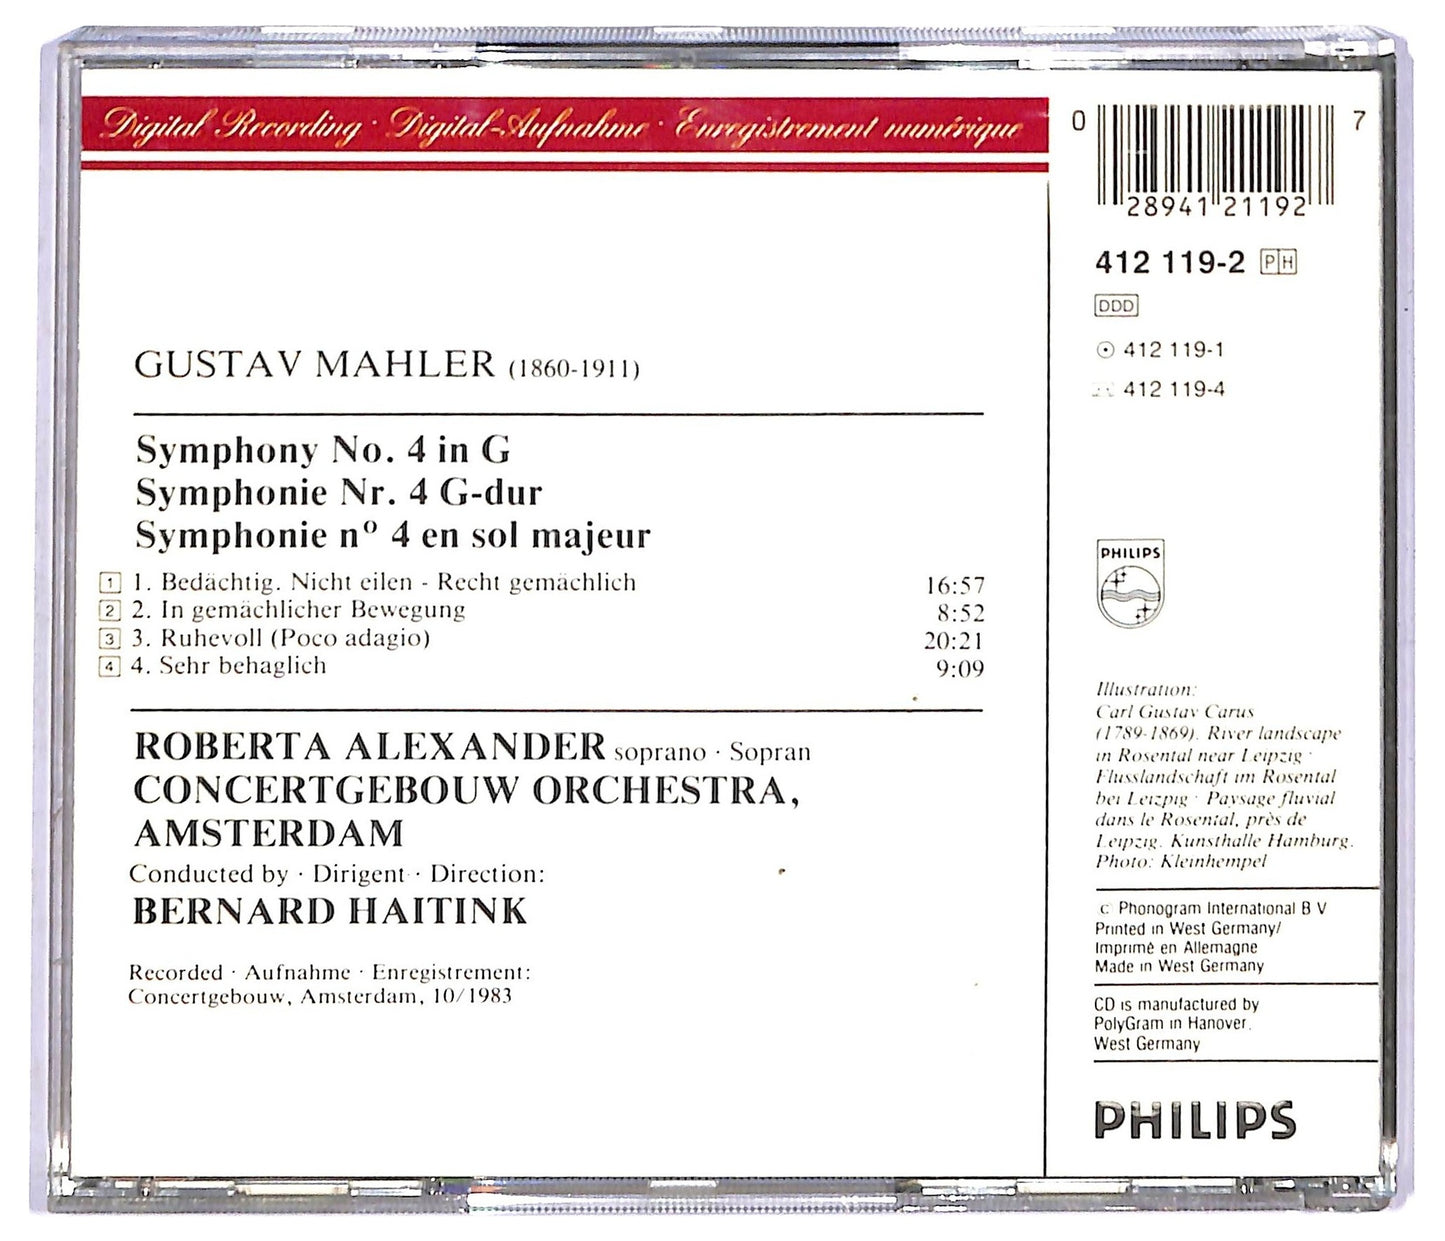 Digital Recording · Digital-Aufnahme · Enregistrement numérique
GUSTAV MAHLER (1860-1911)
Symphony No. 4 in G
Symphonie Nr. 4 G-dur
Symphonie nº 4 en sol majeur
1 1. Bedächtig. Nicht eilen - Recht gemächlich 16:57
2 2. In gemächlicher Bewegung 8:52
3 3. Ruhevoll (Poco adagio) 20:21
4 4. Sehr behaglich 9:09
ROBERTA ALEXANDER soprano · Sopran
CONCERTGEBOUW ORCHESTRA,
AMSTERDAM
Conducted by · Dirigent · Direction:
BERNARD HAITINK
Recorded · Aufnahme · Enregistrement:
Concertgebouw, Amsterdam, 10/1983
0 28941 21192 7
412 119-2 PH
DDD
412 119-1
412 119-4
PHILIPS
Illustration:
Carl Gustav Carus
(1789-1869). River landscape
in Rosental near Leipzig ·
Flusslandschaft im Rosental
bei Leizpig · Paysage fluvial
dans le Rosental, près de
Leipzig. Kunsthalle Hamburg.
Photo: Kleinhempel
© Phonogram International B V
Printed in West Germany/
Imprimé en Allemagne
Made in West Germany
CD is manufactured by
PolyGram in Hanover,
West Germany
PHILIPS